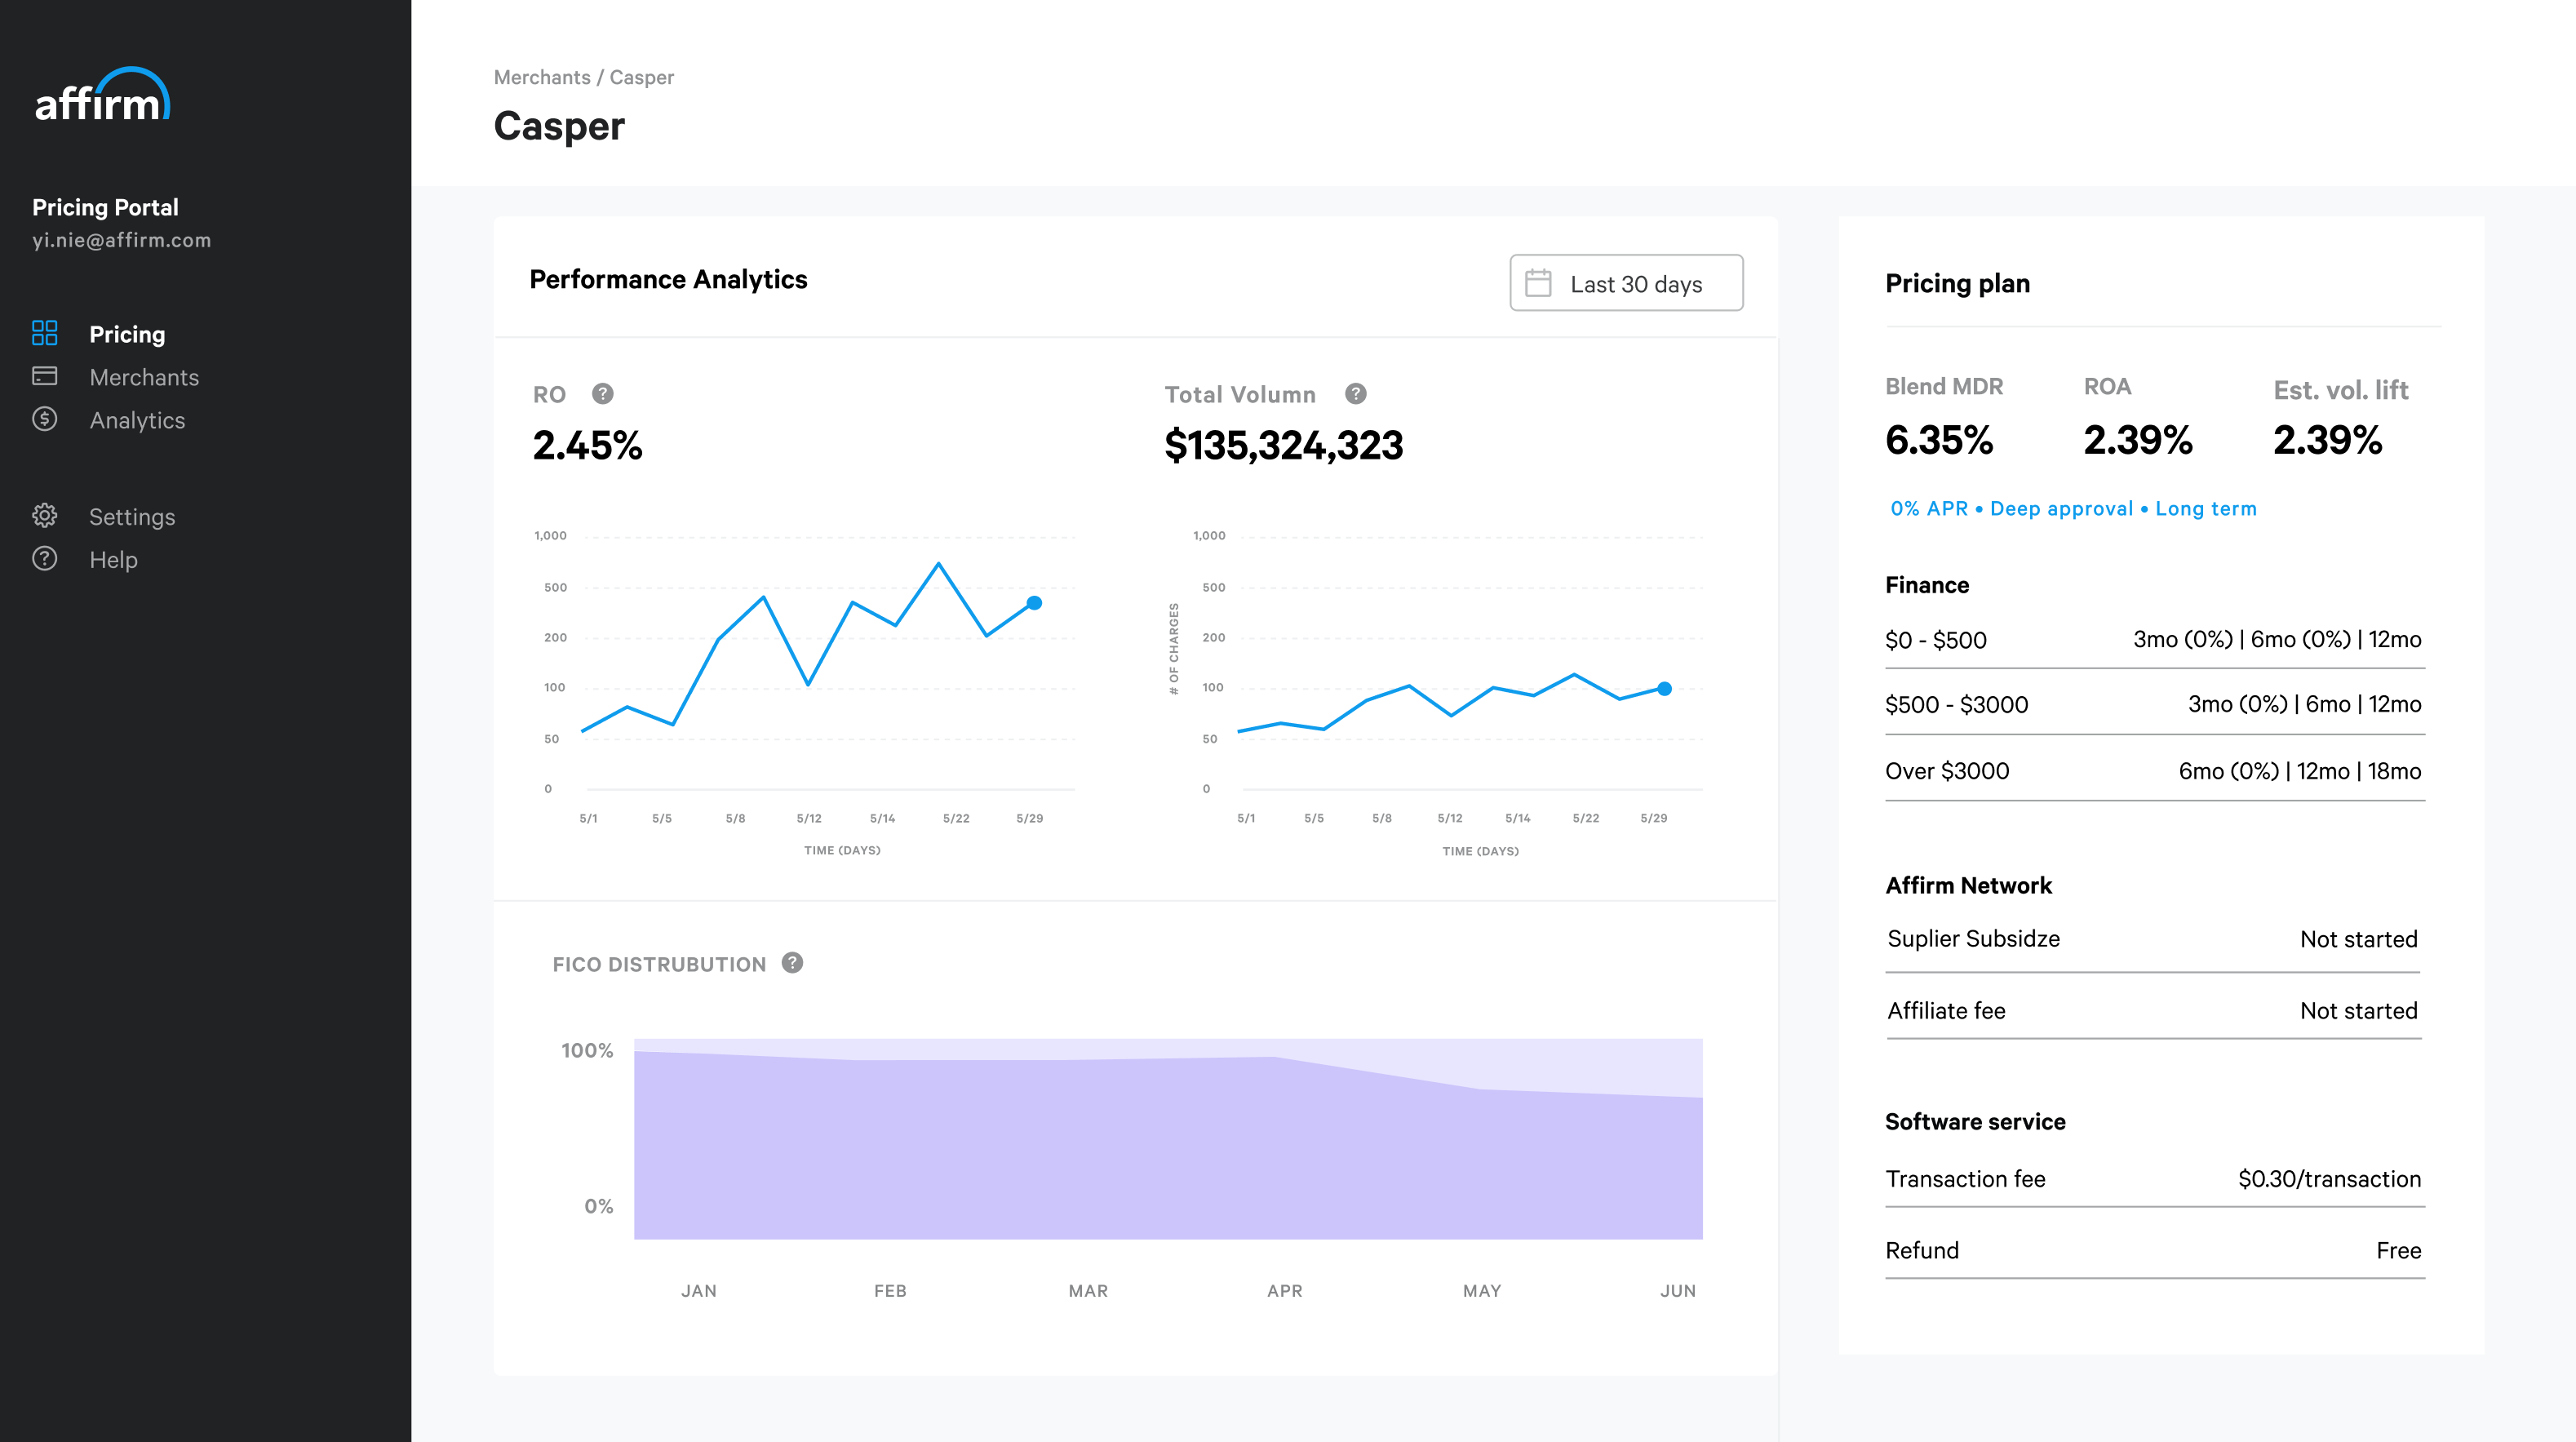 affirm
Pricing Portal
yi.nie@affirm.com
Pricing
Merchants
Analytics
Settings
Help
Merchants / Casper
Casper
Performance Analytics
Last 30 days
RO ?
2.45%
1,000
500
200
100
50
0
5/1 5/5 5/8 5/12 5/14 5/22 5/29
TIME (DAYS)
Total Volumn ?
$135,324,323
# OF CHARGES
1,000
500
200
100
50
0
5/1 5/5 5/8 5/12 5/14 5/22 5/29
TIME (DAYS)
FICO DISTRUBUTION ?
100%
0%
JAN FEB MAR APR MAY JUN
Pricing plan
Blend MDR ROA Est. vol. lift
6.35% 2.39% 2.39%
0% APR • Deep approval • Long term
Finance
$0 - $500 3mo (0%) | 6mo (0%) | 12mo
$500 - $3000 3mo (0%) | 6mo | 12mo
Over $3000 6mo (0%) | 12mo | 18mo
Affirm Network
Suplier Subsidze Not started
Affiliate fee Not started
Software service
Transaction fee $0.30/transaction
Refund Free